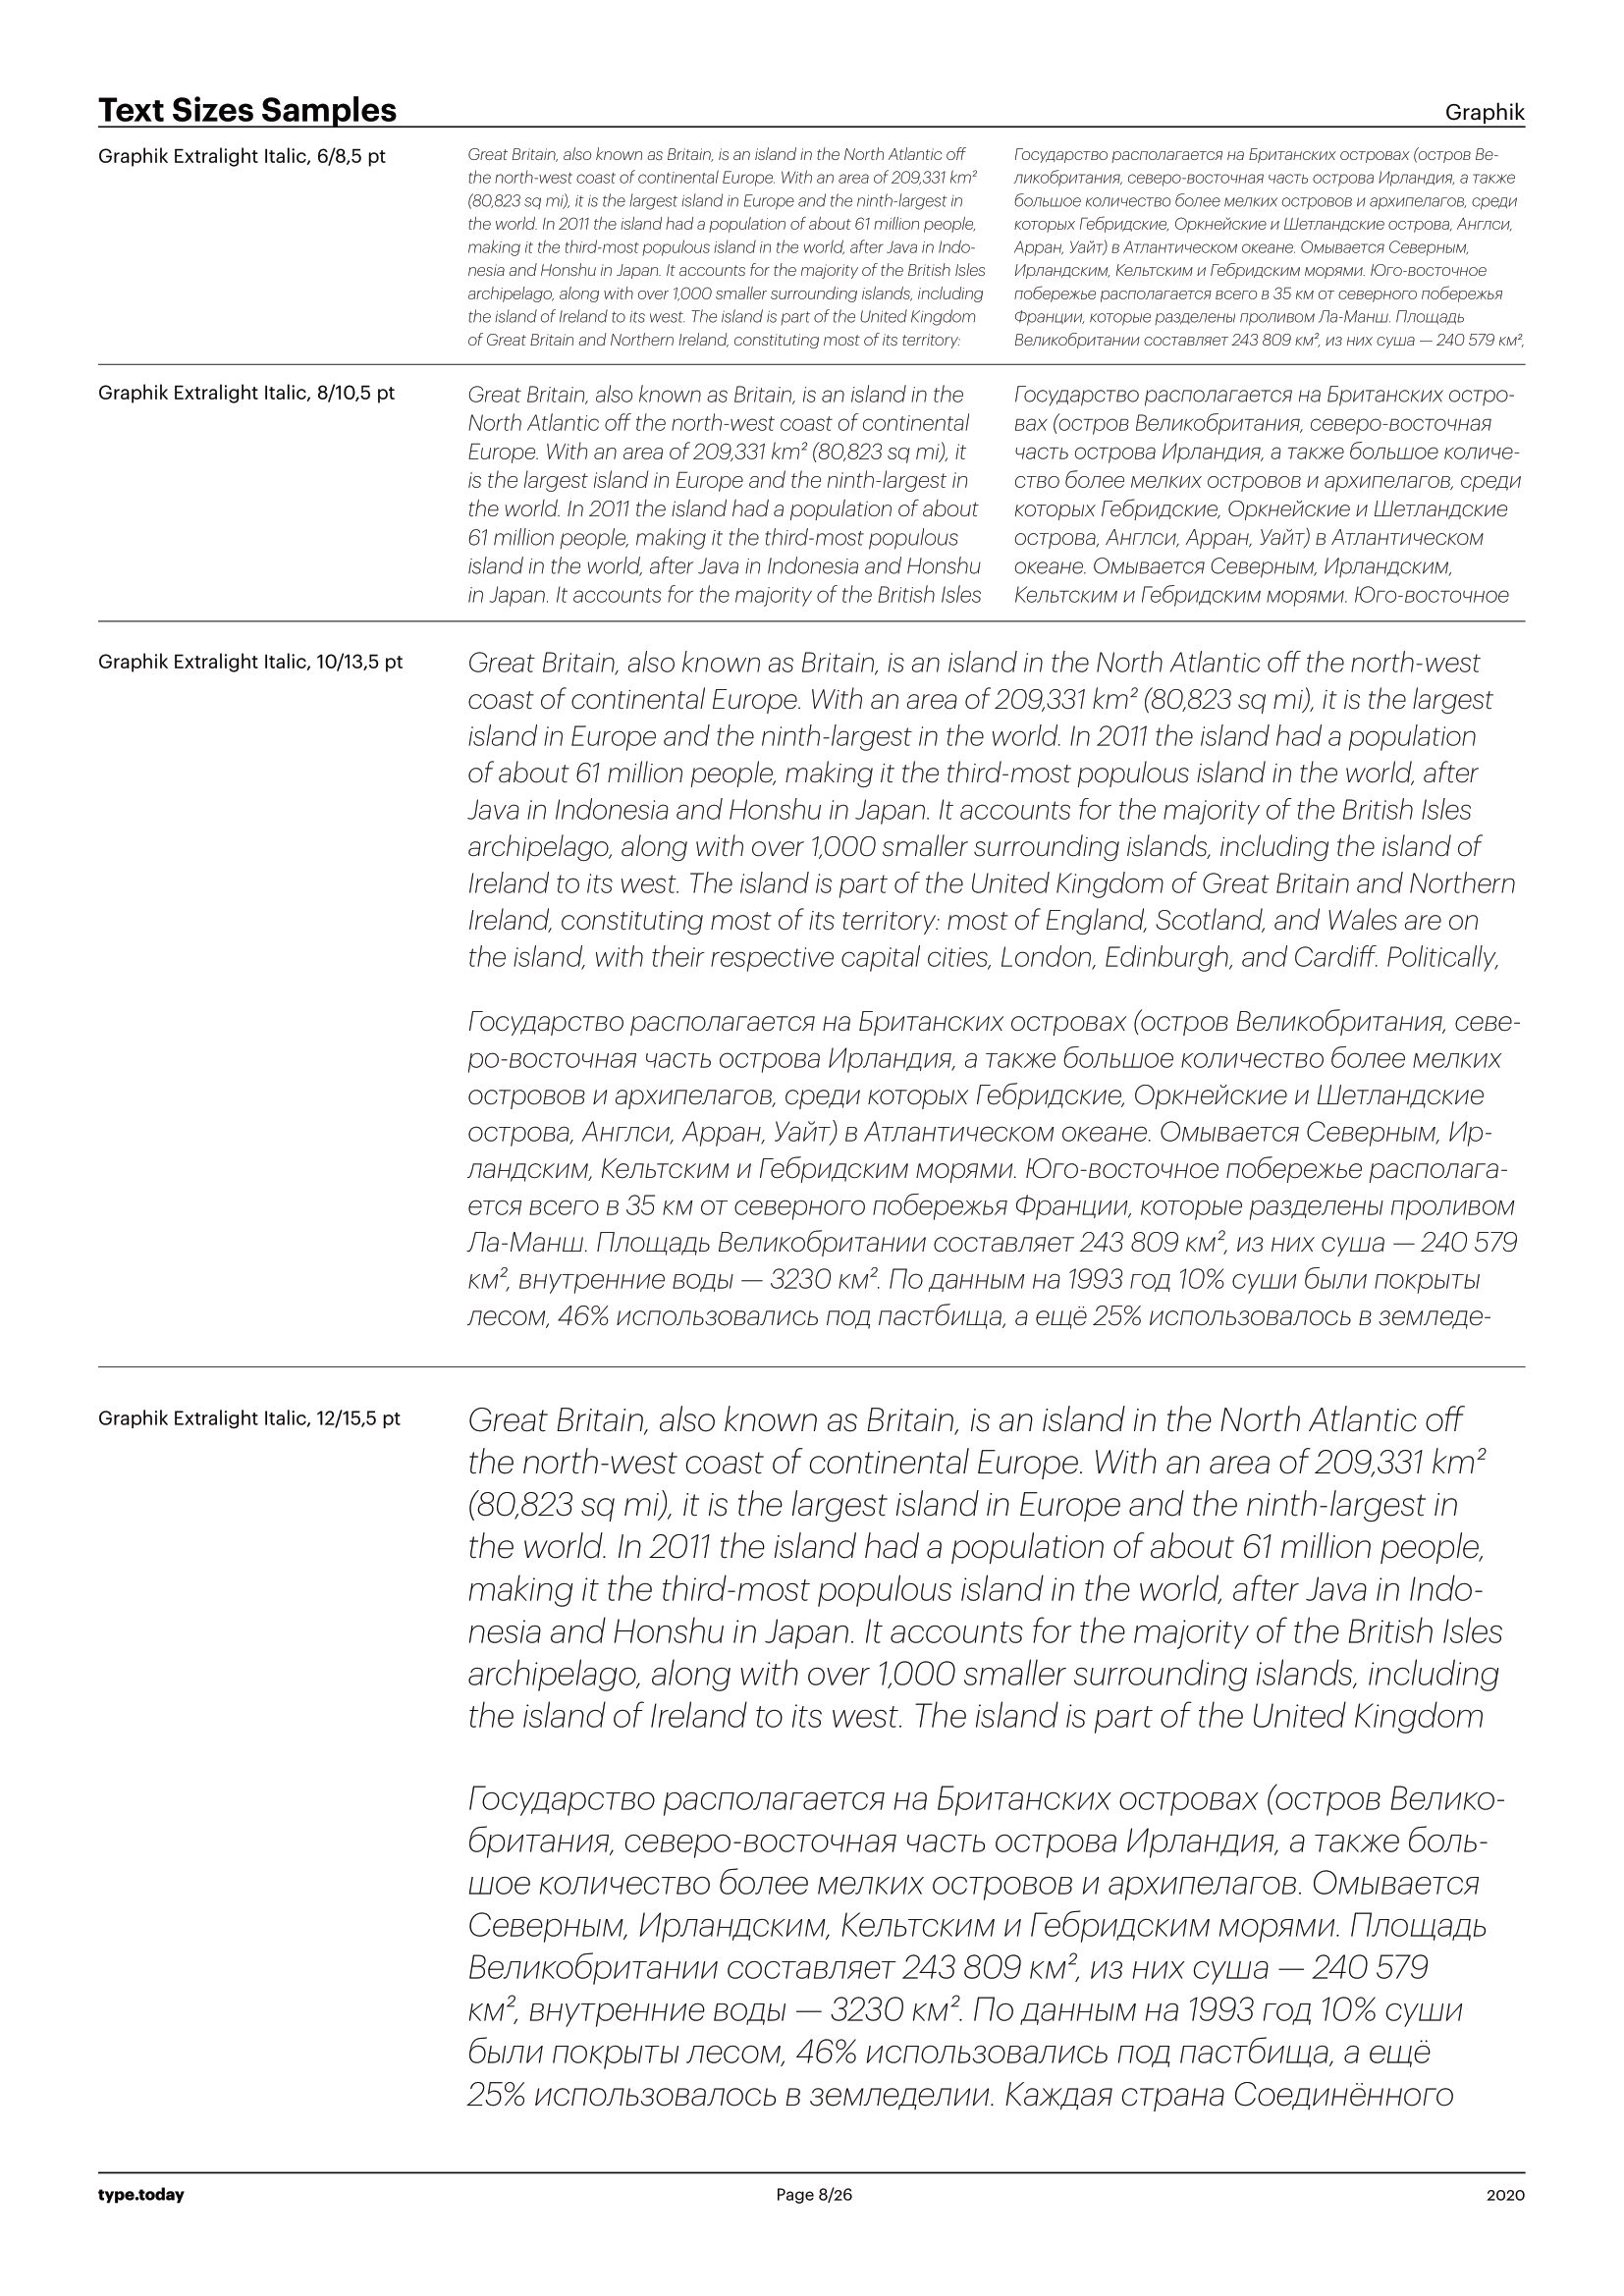 Text Sizes Samples
Graphik
Graphik Extralight Italic, 6/8,5 pt
Great Britain, also known as Britain, is an island in the North Atlantic off
the north-west coast of continental Europe. With an area of 209,331 km²
(80,823 sq mi), it is the largest island in Europe and the ninth-largest in
the world. In 2011 the island had a population of about 61 million people,
making it the third-most populous island in the world, after Java in Indo-
nesia and Honshu in Japan. It accounts for the majority of the British Isles
archipelago, along with over 1,000 smaller surrounding islands, including
the island of Ireland to its west. The island is part of the United Kingdom
of Great Britain and Northern Ireland, constituting most of its territory:
Государство располагается на Британских островах (остров Ве-
ликобритания, северо-восточная часть острова Ирландия, а также
большое количество более мелких островов и архипелагов, среди
которых Гебридские, Оркнейские и Шетландские острова, Англси,
Арран, Уайт) в Атлантическом океане. Омывается Северным,
Ирландским, Кельтским и Гебридским морями. Юго-восточное
побережье располагается всего в 35 км от северного побережья
Франции, которые разделены проливом Ла-Манш. Площадь
Великобритании составляет 243 809 км², из них суша — 240 579 км²,
Graphik Extralight Italic, 8/10,5 pt
Great Britain, also known as Britain, is an island in the
North Atlantic off the north-west coast of continental
Europe. With an area of 209,331 km² (80,823 sq mi), it
is the largest island in Europe and the ninth-largest in
the world. In 2011 the island had a population of about
61 million people, making it the third-most populous
island in the world, after Java in Indonesia and Honshu
in Japan. It accounts for the majority of the British Isles
Государство располагается на Британских остро-
вах (остров Великобритания, северо-восточная
часть острова Ирландия, а также большое количе-
ство более мелких островов и архипелагов, среди
которых Гебридские, Оркнейские и Шетландские
острова, Англси, Арран, Уайт) в Атлантическом
океане. Омывается Северным, Ирландским,
Кельтским и Гебридским морями. Юго-восточное
Graphik Extralight Italic, 10/13,5 pt
Great Britain, also known as Britain, is an island in the North Atlantic off the north-west
coast of continental Europe. With an area of 209,331 km² (80,823 sq mi), it is the largest
island in Europe and the ninth-largest in the world. In 2011 the island had a population
of about 61 million people, making it the third-most populous island in the world, after
Java in Indonesia and Honshu in Japan. It accounts for the majority of the British Isles
archipelago, along with over 1,000 smaller surrounding islands, including the island of
Ireland to its west. The island is part of the United Kingdom of Great Britain and Northern
Ireland, constituting most of its territory: most of England, Scotland, and Wales are on
the island, with their respective capital cities, London, Edinburgh, and Cardiff. Politically,
Государство располагается на Британских островах (остров Великобритания, севе-
ро-восточная часть острова Ирландия, а также большое количество более мелких
островов и архипелагов, среди которых Гебридские, Оркнейские и Шетландские
острова, Англси, Арран, Уайт) в Атлантическом океане. Омывается Северным, Ир-
ландским, Кельтским и Гебридским морями. Юго-восточное побережье располага-
ется всего в 35 км от северного побережья Франции, которые разделены проливом
Ла-Манш. Площадь Великобритании составляет 243 809 км², из них суша — 240 579
км², внутренние воды — 3230 км². По данным на 1993 год 10% суши были покрыты
лесом, 46% использовались под пастбища, а ещё 25% использовалось в земледе-
Graphik Extralight Italic, 12/15,5 pt
Great Britain, also known as Britain, is an island in the North Atlantic off
the north-west coast of continental Europe. With an area of 209,331 km²
(80,823 sq mi), it is the largest island in Europe and the ninth-largest in
the world. In 2011 the island had a population of about 61 million people,
making it the third-most populous island in the world, after Java in Indo-
nesia and Honshu in Japan. It accounts for the majority of the British Isles
archipelago, along with over 1,000 smaller surrounding islands, including
the island of Ireland to its west. The island is part of the United Kingdom
Государство располагается на Британских островах (остров Велико-
британия, северо-восточная часть острова Ирландия, а также боль-
шое количество более мелких островов и архипелагов. Омывается
Северным, Ирландским, Кельтским и Гебридским морями. Площадь
Великобритании составляет 243 809 км², из них суша — 240 579
км², внутренние воды — 3230 км². По данным на 1993 год 10% суши
были покрыты лесом, 46% использовались под пастбища, а ещё
25% использовалось в земледелии. Каждая страна Соединённого
type.today
Page 8/26
2020